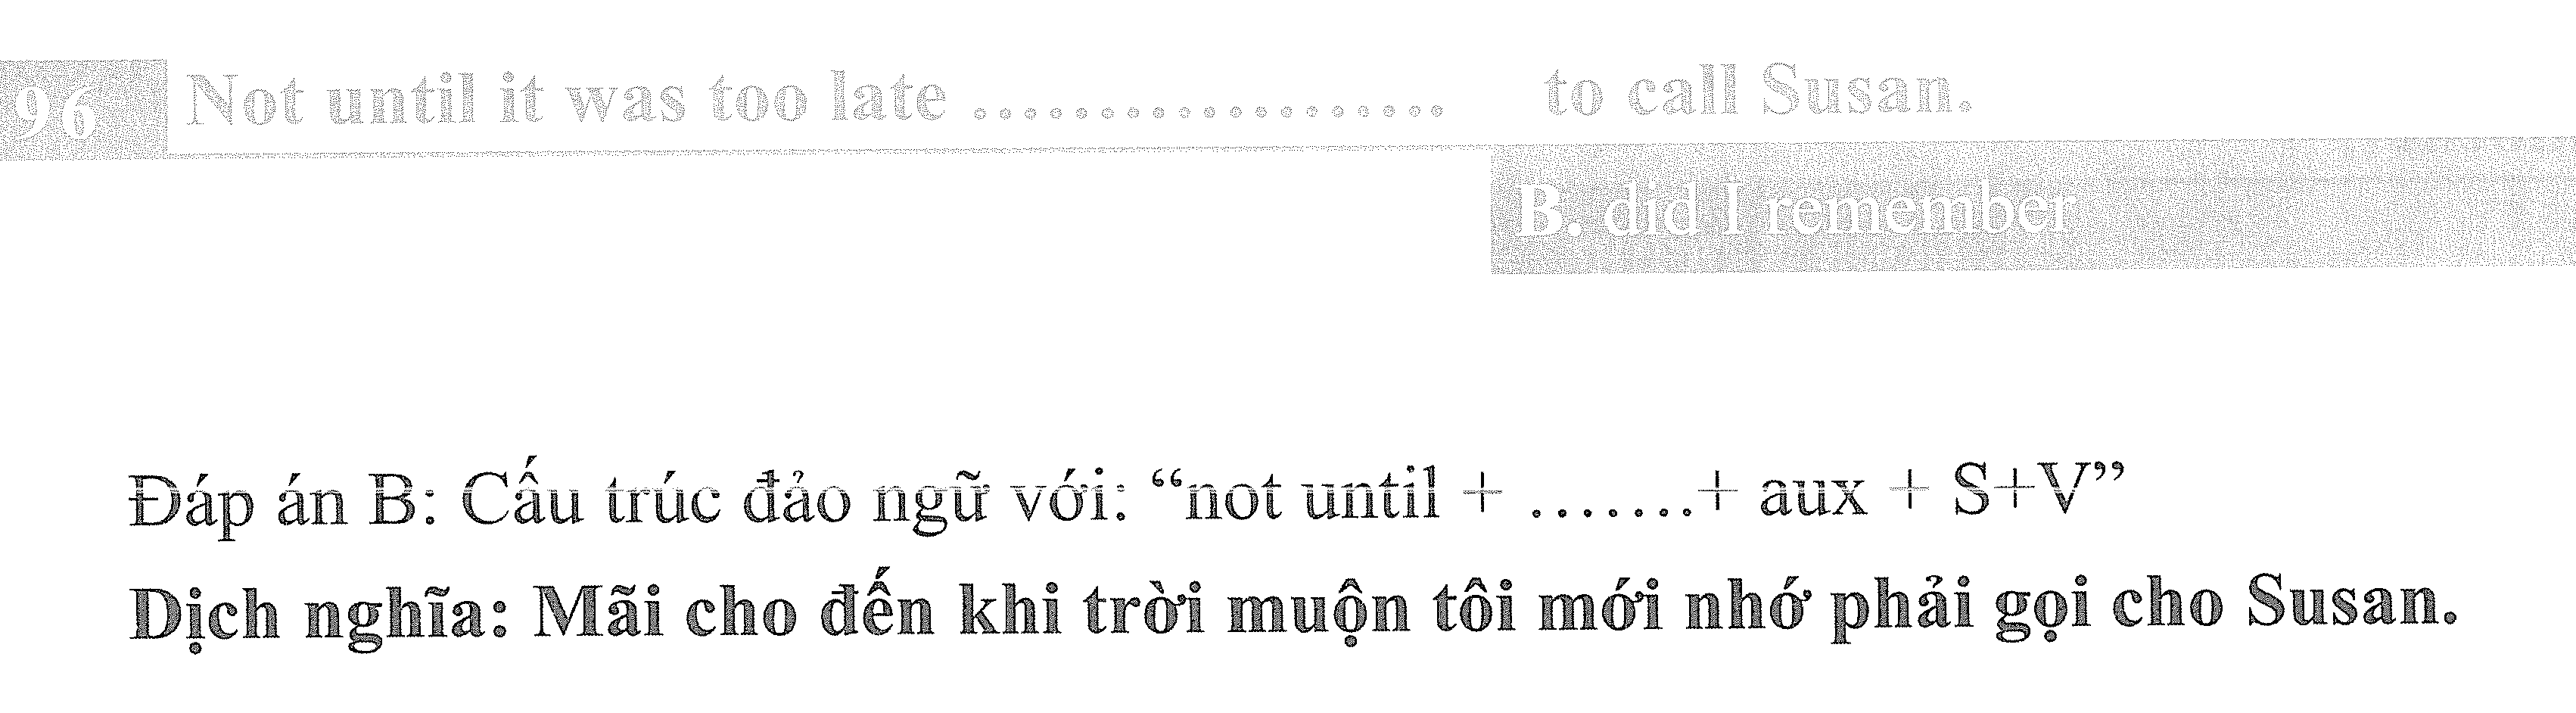 96 Not until it was too late ................... to call Susan.
B. did I remember
Đáp án B: Cấu trúc đảo ngữ với: “not until + .......+ aux + S+V”
Dịch nghĩa: Mãi cho đến khi trời muộn tôi mới nhớ phải gọi cho Susan.